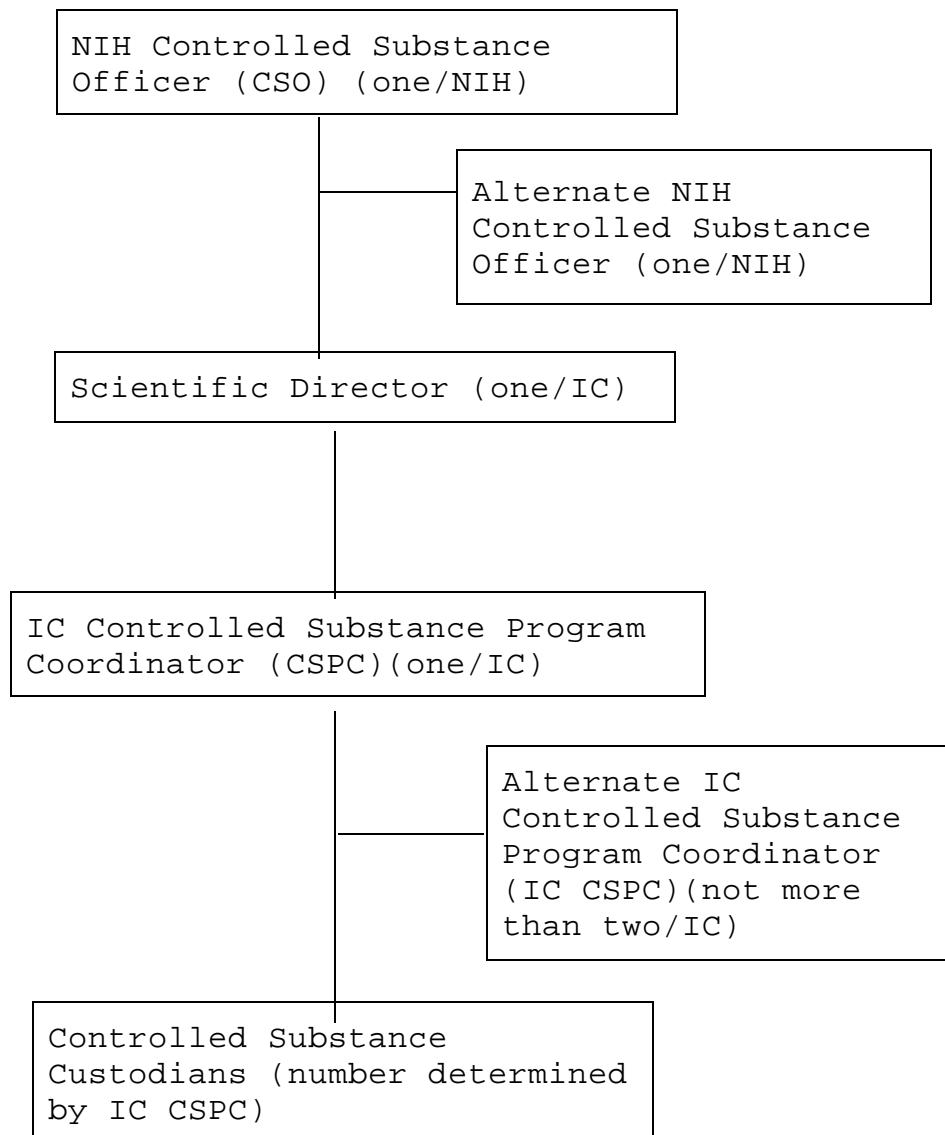 NIH Controlled Substance
Officer (CSO) (one/NIH)
Alternate NIH
Controlled Substance
Officer (one/NIH)
Scientific Director (one/IC)
IC Controlled Substance Program
Coordinator (CSPC)(one/IC)
Alternate IC
Controlled Substance
Program Coordinator
(IC CSPC)(not more
than two/IC)
Controlled Substance
Custodians (number determined
by IC CSPC)